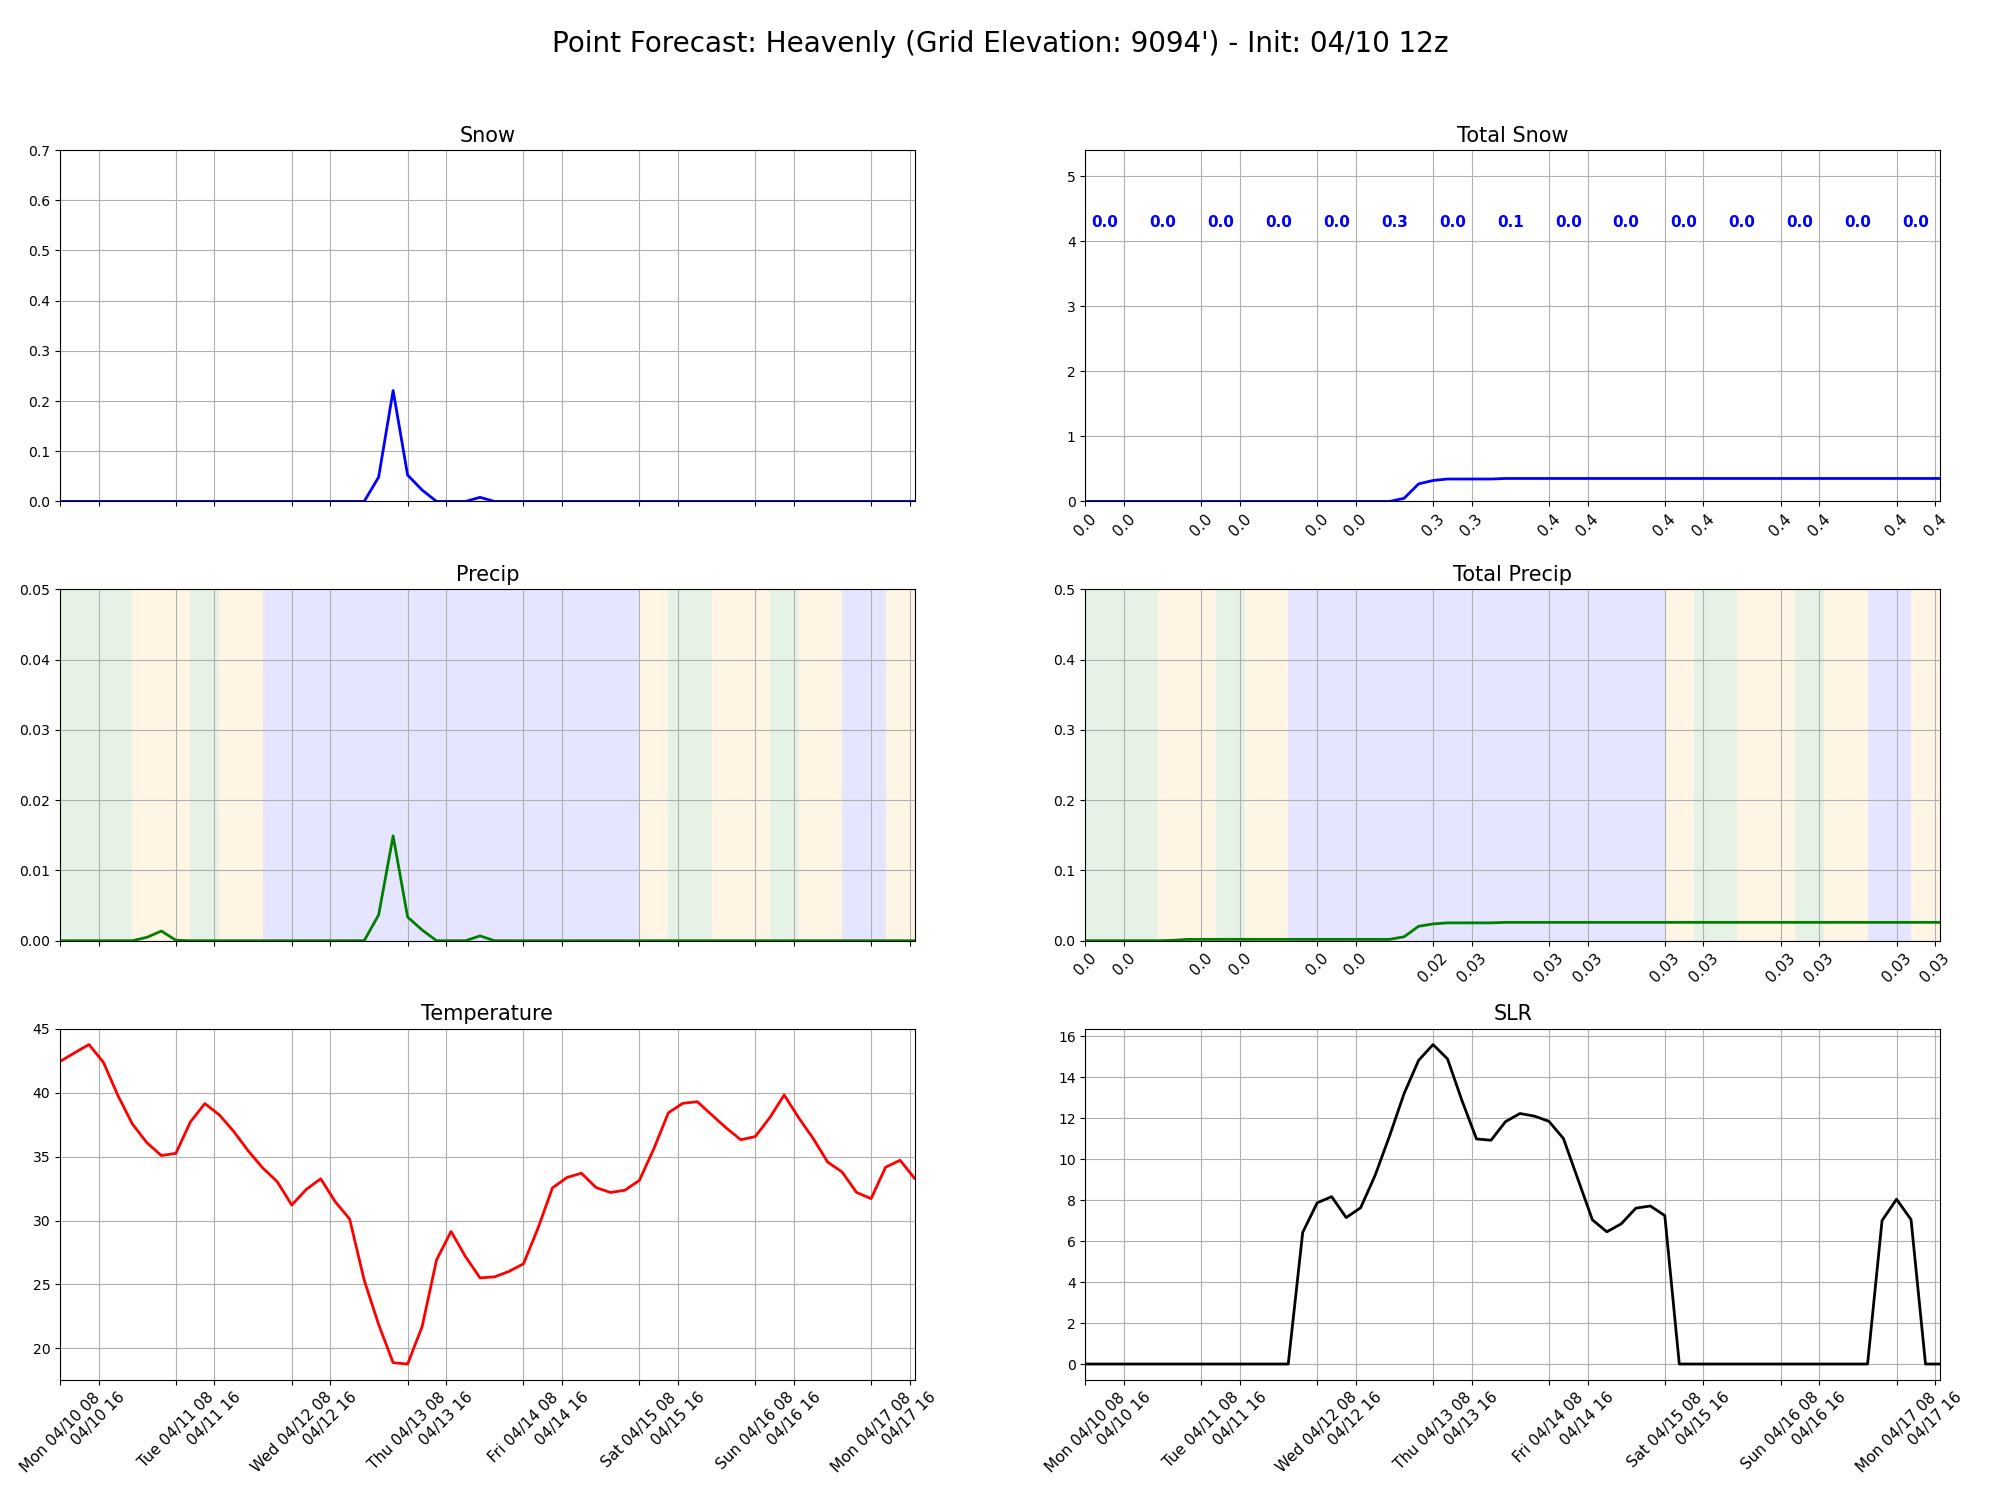 Point Forecast: Heavenly (Grid Elevation: 9094') - Init: 04/10 12z
Snow
0.7
0.6
0.5
0.4
0.3
0.2
0.1
0.0
Total Snow
5
4
3
2
1
0
0.0 0.0 0.0 0.0 0.0 0.3 0.0 0.1 0.0 0.0 0.0 0.0 0.0 0.0 0.0
0.0 0.0 0.0 0.0 0.0 0.0 0.3 0.3 0.4 0.4 0.4 0.4 0.4 0.4 0.4 0.4
Precip
0.05
0.04
0.03
0.02
0.01
0.00
Total Precip
0.5
0.4
0.3
0.2
0.1
0.0
0.0 0.0 0.0 0.0 0.0 0.0 0.02 0.03 0.03 0.03 0.03 0.03 0.03 0.03 0.03 0.03
Temperature
45
40
35
30
25
20
Mon 04/10 08
04/10 16
Tue 04/11 08
04/11 16
Wed 04/12 08
04/12 16
Thu 04/13 08
04/13 16
Fri 04/14 08
04/14 16
Sat 04/15 08
04/15 16
Sun 04/16 08
04/16 16
Mon 04/17 08
04/17 16
SLR
16
14
12
10
8
6
4
2
0
Mon 04/10 08
04/10 16
Tue 04/11 08
04/11 16
Wed 04/12 08
04/12 16
Thu 04/13 08
04/13 16
Fri 04/14 08
04/14 16
Sat 04/15 08
04/15 16
Sun 04/16 08
04/16 16
Mon 04/17 08
04/17 16